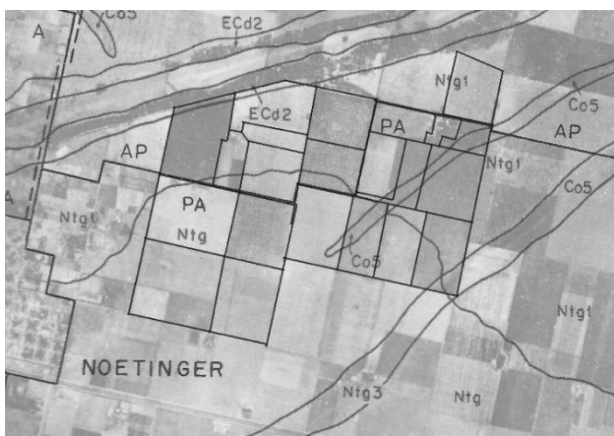 Co5
ECd2
A
Ntg1
ECd2
Co5
PA
AP
AP
Ntg1
A
PA
Co5
Ntg1
Ntg
Co5
Ntg1
NOETINGER
Ntg3
Ntg